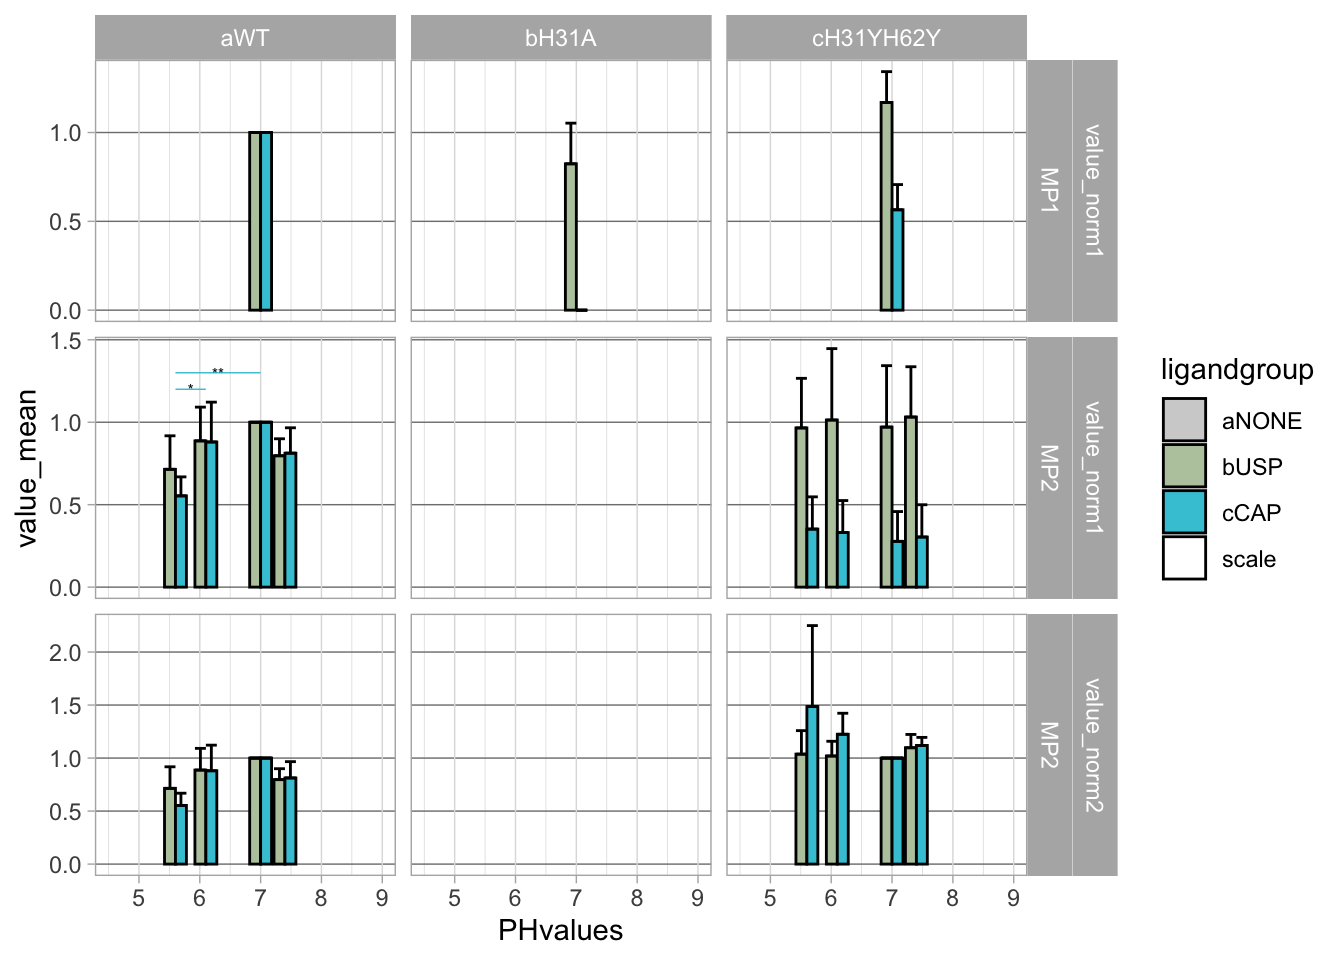 aWT bH31A cH31YH62Y
1.0
0.5
0.0
MP1 value_norm1
1.5
1.0
0.5
0.0
**
*
MP2 value_norm1
2.0
1.5
1.0
0.5
0.0
MP2 value_norm2
5 6 7 8 9 5 6 7 8 9 5 6 7 8 9
PHvalues
value_mean
ligandgroup
aNONE
bUSP
cCAP
scale